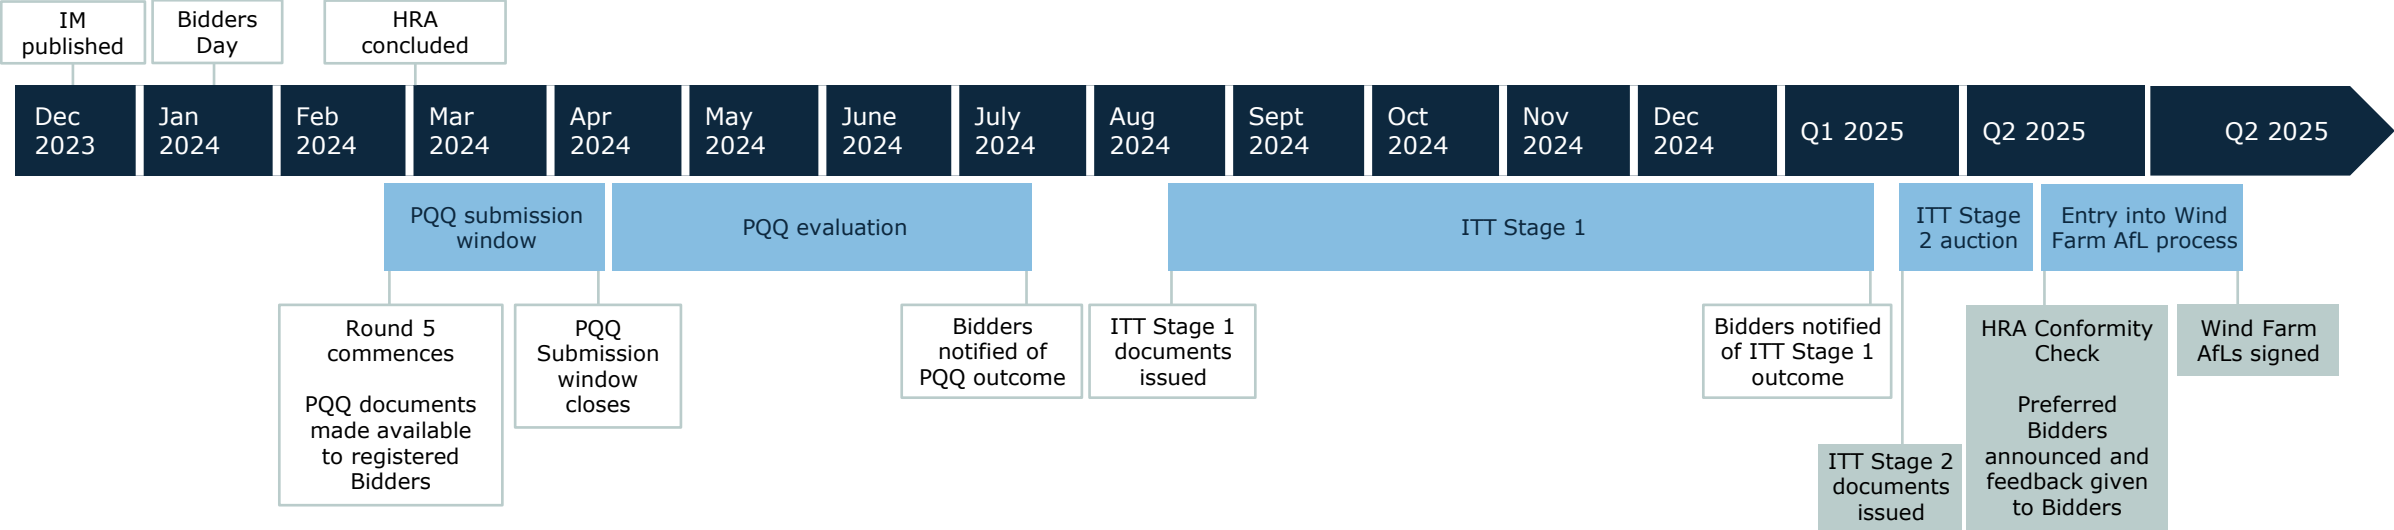 IM
published
Bidders
Day
HRA
concluded
Dec
2023
Jan
2024
Feb
2024
Mar
2024
Apr
2024
May
2024
June
2024
July
2024
Aug
2024
Sept
2024
Oct
2024
Nov
2024
Dec
2024
Q1 2025
Q2 2025
Q2 2025
PQQ submission
window
PQQ evaluation
ITT Stage 1
ITT Stage
2 auction
Entry into Wind
Farm AfL process
Round 5
commences
PQQ documents
made available
to registered
Bidders
PQQ
Submission
window
closes
Bidders
notified of
PQQ outcome
ITT Stage 1
documents
issued
Bidders notified
of ITT Stage 1
outcome
ITT Stage 2
documents
issued
HRA Conformity
Check
Preferred
Bidders
announced and
feedback given
to Bidders
Wind Farm
AfLs signed